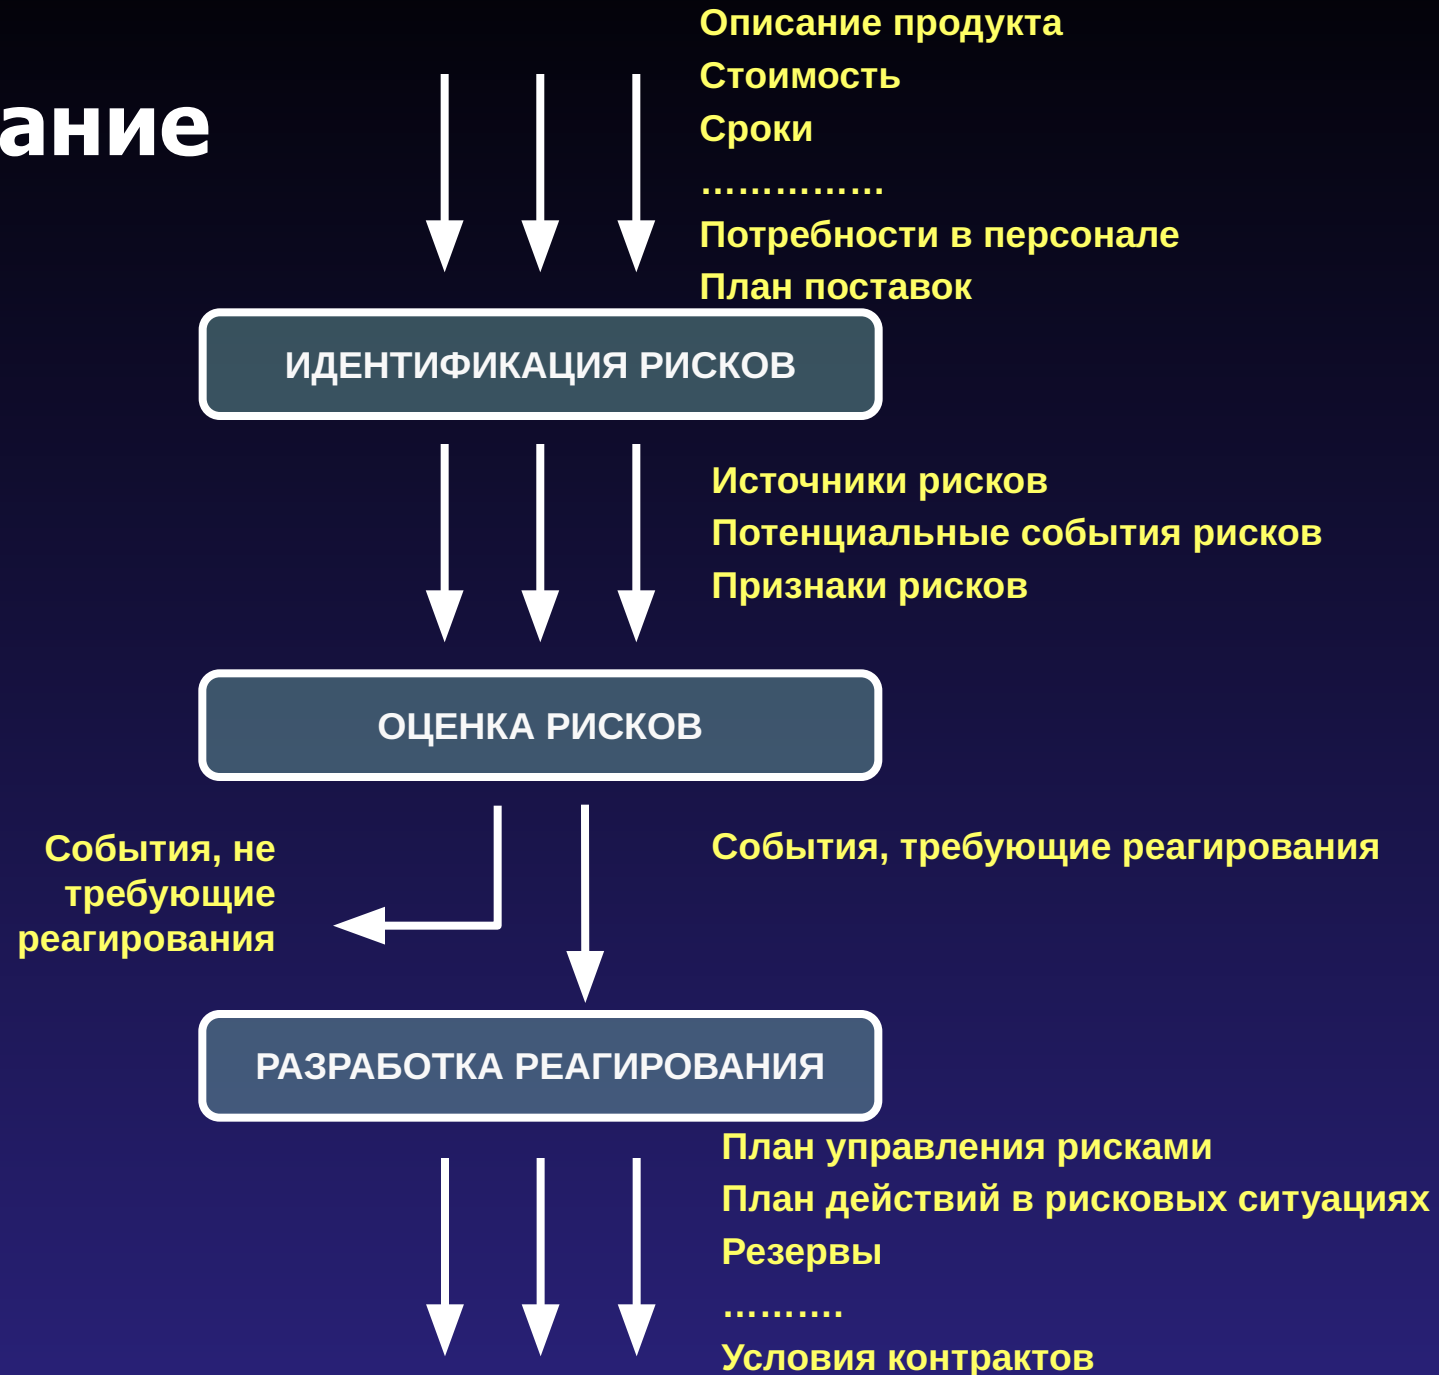 Описание продукта
Стоимость
ание
Сроки
……………
Потребности в персонале
План поставок
ИДЕНТИФИКАЦИЯ РИСКОВ
Источники рисков
Потенциальные события рисков
Признаки рисков
ОЦЕНКА РИСКОВ
События, не
требующие
реагирования
События, требующие реагирования
РАЗРАБОТКА РЕАГИРОВАНИЯ
План управления рисками
План действий в рисковых ситуациях
Резервы
……….
Условия контрактов